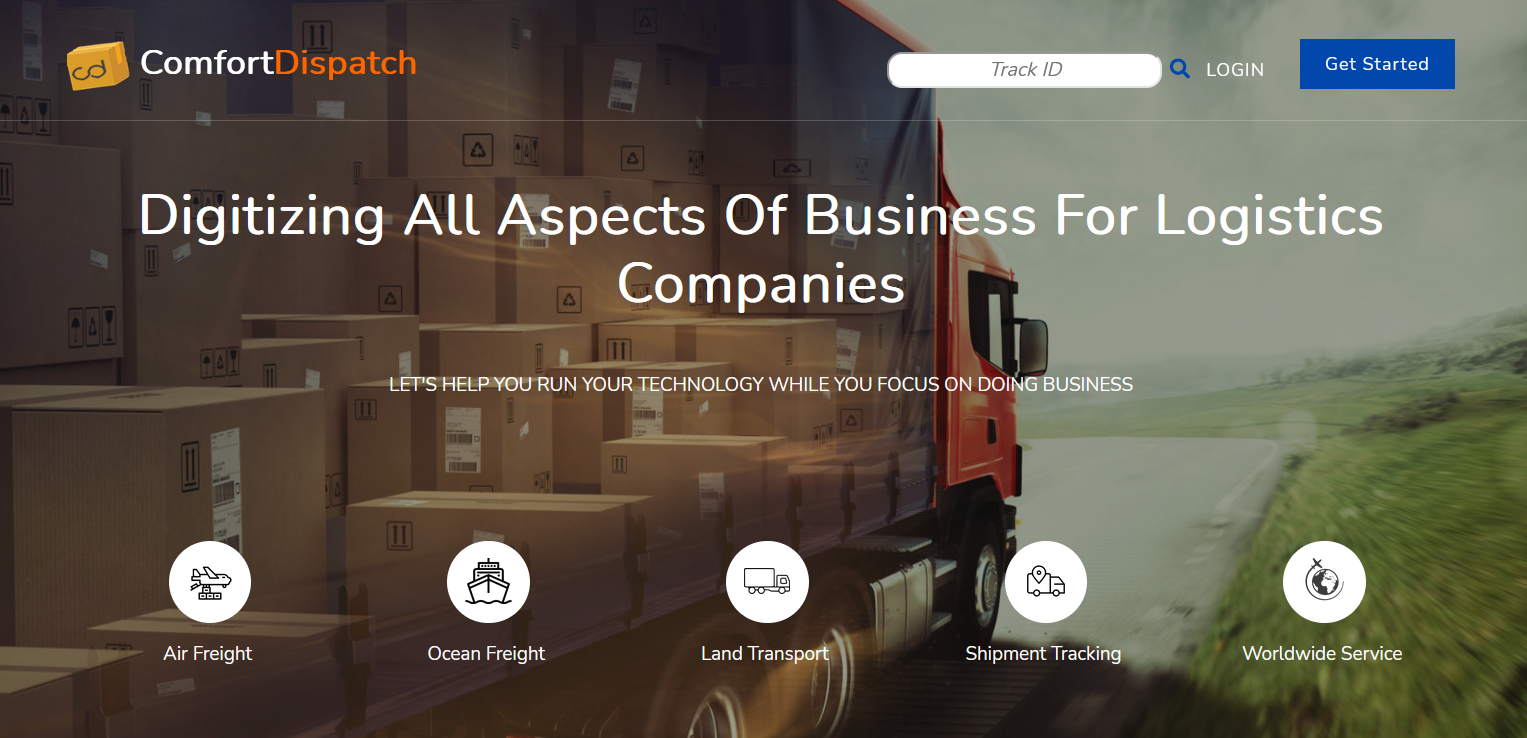 cd
ComfortDispatch
Track ID
LOGIN
Get Started
Digitizing All Aspects Of Business For Logistics
Companies
LET'S HELP YOU RUN YOUR TECHNOLOGY WHILE YOU FOCUS ON DOING BUSINESS
Air Freight
Ocean Freight
Land Transport
Shipment Tracking
Worldwide Service